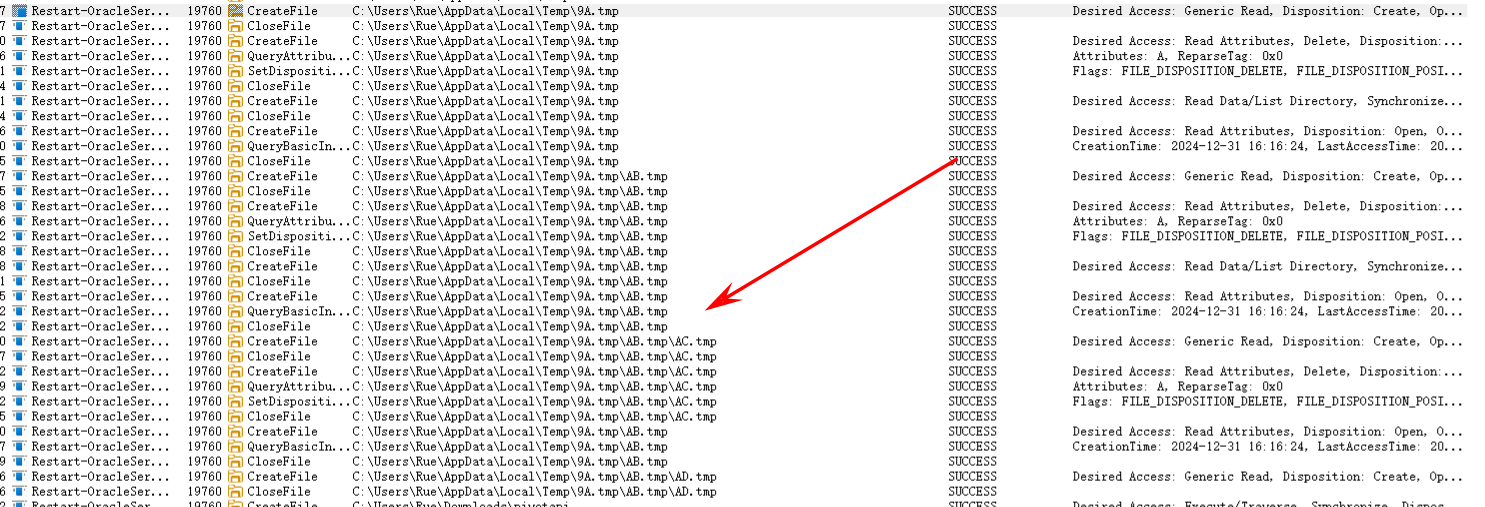 7 Restart-OracleSer... 19760 CreateFile C:\Users\Rue\AppData\Local\Temp\9A.tmp SUCCESS Desired Access: Generic Read, Disposition: Create, Op...
7 Restart-OracleSer... 19760 CloseFile C:\Users\Rue\AppData\Local\Temp\9A.tmp SUCCESS
0 Restart-OracleSer... 19760 CreateFile C:\Users\Rue\AppData\Local\Temp\9A.tmp SUCCESS Desired Access: Read Attributes, Delete, Disposition:...
6 Restart-OracleSer... 19760 QueryAttribu... C:\Users\Rue\AppData\Local\Temp\9A.tmp SUCCESS Attributes: A, ReparseTag: 0x0
1 Restart-OracleSer... 19760 SetDispositi... C:\Users\Rue\AppData\Local\Temp\9A.tmp SUCCESS Flags: FILE_DISPOSITION_DELETE, FILE_DISPOSITION_POSI...
4 Restart-OracleSer... 19760 CloseFile C:\Users\Rue\AppData\Local\Temp\9A.tmp SUCCESS
1 Restart-OracleSer... 19760 CreateFile C:\Users\Rue\AppData\Local\Temp\9A.tmp SUCCESS Desired Access: Read Data/List Directory, Synchronize...
4 Restart-OracleSer... 19760 CloseFile C:\Users\Rue\AppData\Local\Temp\9A.tmp SUCCESS
6 Restart-OracleSer... 19760 CreateFile C:\Users\Rue\AppData\Local\Temp\9A.tmp SUCCESS Desired Access: Read Attributes, Disposition: Open, O...
0 Restart-OracleSer... 19760 QueryBasicIn... C:\Users\Rue\AppData\Local\Temp\9A.tmp SUCCESS CreationTime: 2024-12-31 16:16:24, LastAccessTime: 20...
5 Restart-OracleSer... 19760 CloseFile C:\Users\Rue\AppData\Local\Temp\9A.tmp SUCCESS
7 Restart-OracleSer... 19760 CreateFile C:\Users\Rue\AppData\Local\Temp\9A.tmp\AB.tmp SUCCESS Desired Access: Generic Read, Disposition: Create, Op...
5 Restart-OracleSer... 19760 CloseFile C:\Users\Rue\AppData\Local\Temp\9A.tmp\AB.tmp SUCCESS
8 Restart-OracleSer... 19760 CreateFile C:\Users\Rue\AppData\Local\Temp\9A.tmp\AB.tmp SUCCESS Desired Access: Read Attributes, Delete, Disposition:...
6 Restart-OracleSer... 19760 QueryAttribu... C:\Users\Rue\AppData\Local\Temp\9A.tmp\AB.tmp SUCCESS Attributes: A, ReparseTag: 0x0
2 Restart-OracleSer... 19760 SetDispositi... C:\Users\Rue\AppData\Local\Temp\9A.tmp\AB.tmp SUCCESS Flags: FILE_DISPOSITION_DELETE, FILE_DISPOSITION_POSI...
8 Restart-OracleSer... 19760 CloseFile C:\Users\Rue\AppData\Local\Temp\9A.tmp\AB.tmp SUCCESS
8 Restart-OracleSer... 19760 CreateFile C:\Users\Rue\AppData\Local\Temp\9A.tmp\AB.tmp SUCCESS Desired Access: Read Data/List Directory, Synchronize...
1 Restart-OracleSer... 19760 CloseFile C:\Users\Rue\AppData\Local\Temp\9A.tmp\AB.tmp SUCCESS
5 Restart-OracleSer... 19760 CreateFile C:\Users\Rue\AppData\Local\Temp\9A.tmp\AB.tmp SUCCESS Desired Access: Read Attributes, Disposition: Open, O...
2 Restart-OracleSer... 19760 QueryBasicIn... C:\Users\Rue\AppData\Local\Temp\9A.tmp\AB.tmp SUCCESS CreationTime: 2024-12-31 16:16:24, LastAccessTime: 20...
2 Restart-OracleSer... 19760 CloseFile C:\Users\Rue\AppData\Local\Temp\9A.tmp\AB.tmp SUCCESS
0 Restart-OracleSer... 19760 CreateFile C:\Users\Rue\AppData\Local\Temp\9A.tmp\AB.tmp\AC.tmp SUCCESS Desired Access: Generic Read, Disposition: Create, Op...
7 Restart-OracleSer... 19760 CloseFile C:\Users\Rue\AppData\Local\Temp\9A.tmp\AB.tmp\AC.tmp SUCCESS
2 Restart-OracleSer... 19760 CreateFile C:\Users\Rue\AppData\Local\Temp\9A.tmp\AB.tmp\AC.tmp SUCCESS Desired Access: Read Attributes, Delete, Disposition:...
9 Restart-OracleSer... 19760 QueryAttribu... C:\Users\Rue\AppData\Local\Temp\9A.tmp\AB.tmp\AC.tmp SUCCESS Attributes: A, ReparseTag: 0x0
2 Restart-OracleSer... 19760 SetDispositi... C:\Users\Rue\AppData\Local\Temp\9A.tmp\AB.tmp\AC.tmp SUCCESS Flags: FILE_DISPOSITION_DELETE, FILE_DISPOSITION_POSI...
5 Restart-OracleSer... 19760 CloseFile C:\Users\Rue\AppData\Local\Temp\9A.tmp\AB.tmp\AC.tmp SUCCESS
0 Restart-OracleSer... 19760 CreateFile C:\Users\Rue\AppData\Local\Temp\9A.tmp\AB.tmp SUCCESS Desired Access: Read Attributes, Disposition: Open, O...
7 Restart-OracleSer... 19760 QueryBasicIn... C:\Users\Rue\AppData\Local\Temp\9A.tmp\AB.tmp SUCCESS CreationTime: 2024-12-31 16:16:24, LastAccessTime: 20...
9 Restart-OracleSer... 19760 CloseFile C:\Users\Rue\AppData\Local\Temp\9A.tmp\AB.tmp SUCCESS
6 Restart-OracleSer... 19760 CreateFile C:\Users\Rue\AppData\Local\Temp\9A.tmp\AB.tmp\AD.tmp SUCCESS Desired Access: Generic Read, Disposition: Create, Op...
6 Restart-OracleSer... 19760 CloseFile C:\Users\Rue\AppData\Local\Temp\9A.tmp\AB.tmp\AD.tmp SUCCESS
2 Restart-OracleSer... 19760 CreateFile C:\Users\Rue\Downloads\pivotapi SUCCESS Desired Access: Execute/Traverse, Synchronize, Dispos...